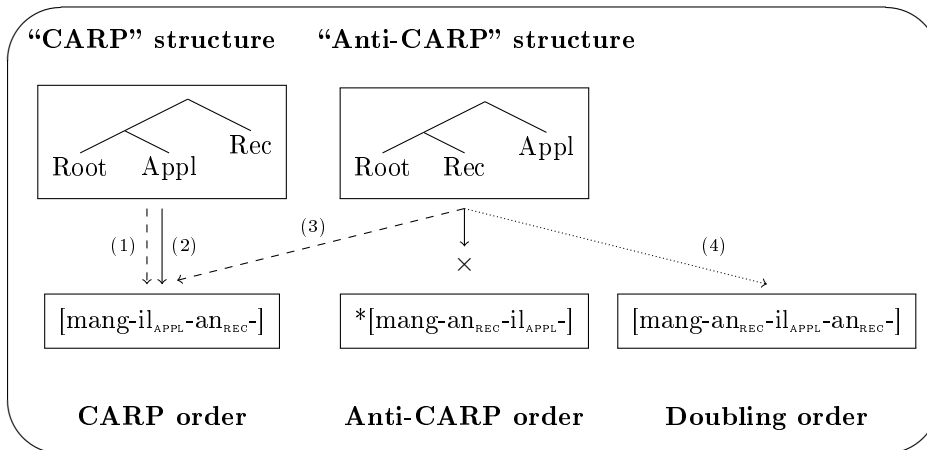 “CARP” structure “Anti-CARP” structure
Rec Appl
Root Appl Root Rec
(1) (2) (3) (4)
×
[mang-il_APPL-an_REC-] *[mang-an_REC-il_APPL-] [mang-an_REC-il_APPL-an_REC-]
CARP order Anti-CARP order Doubling order